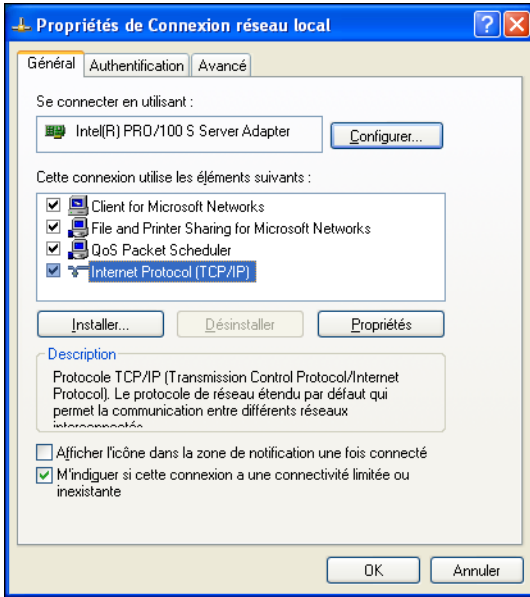 Propriétés de Connexion réseau local
Général Authentification Avancé
Se connecter en utilisant :
Intel(R) PRO/100 S Server Adapter Configurer...
Cette connexion utilise les éléments suivants :
Client for Microsoft Networks
File and Printer Sharing for Microsoft Networks
QoS Packet Scheduler
Internet Protocol (TCP/IP)
Installer... Désinstaller Propriétés
Description
Protocole TCP/IP (Transmission Control Protocol/Internet
Protocol). Le protocole de réseau étendu par défaut qui
permet la communication entre différents réseaux
interconnectés.
Afficher l'icône dans la zone de notification une fois connecté
M'indiquer si cette connexion a une connectivité limitée ou
inexistante
OK Annuler